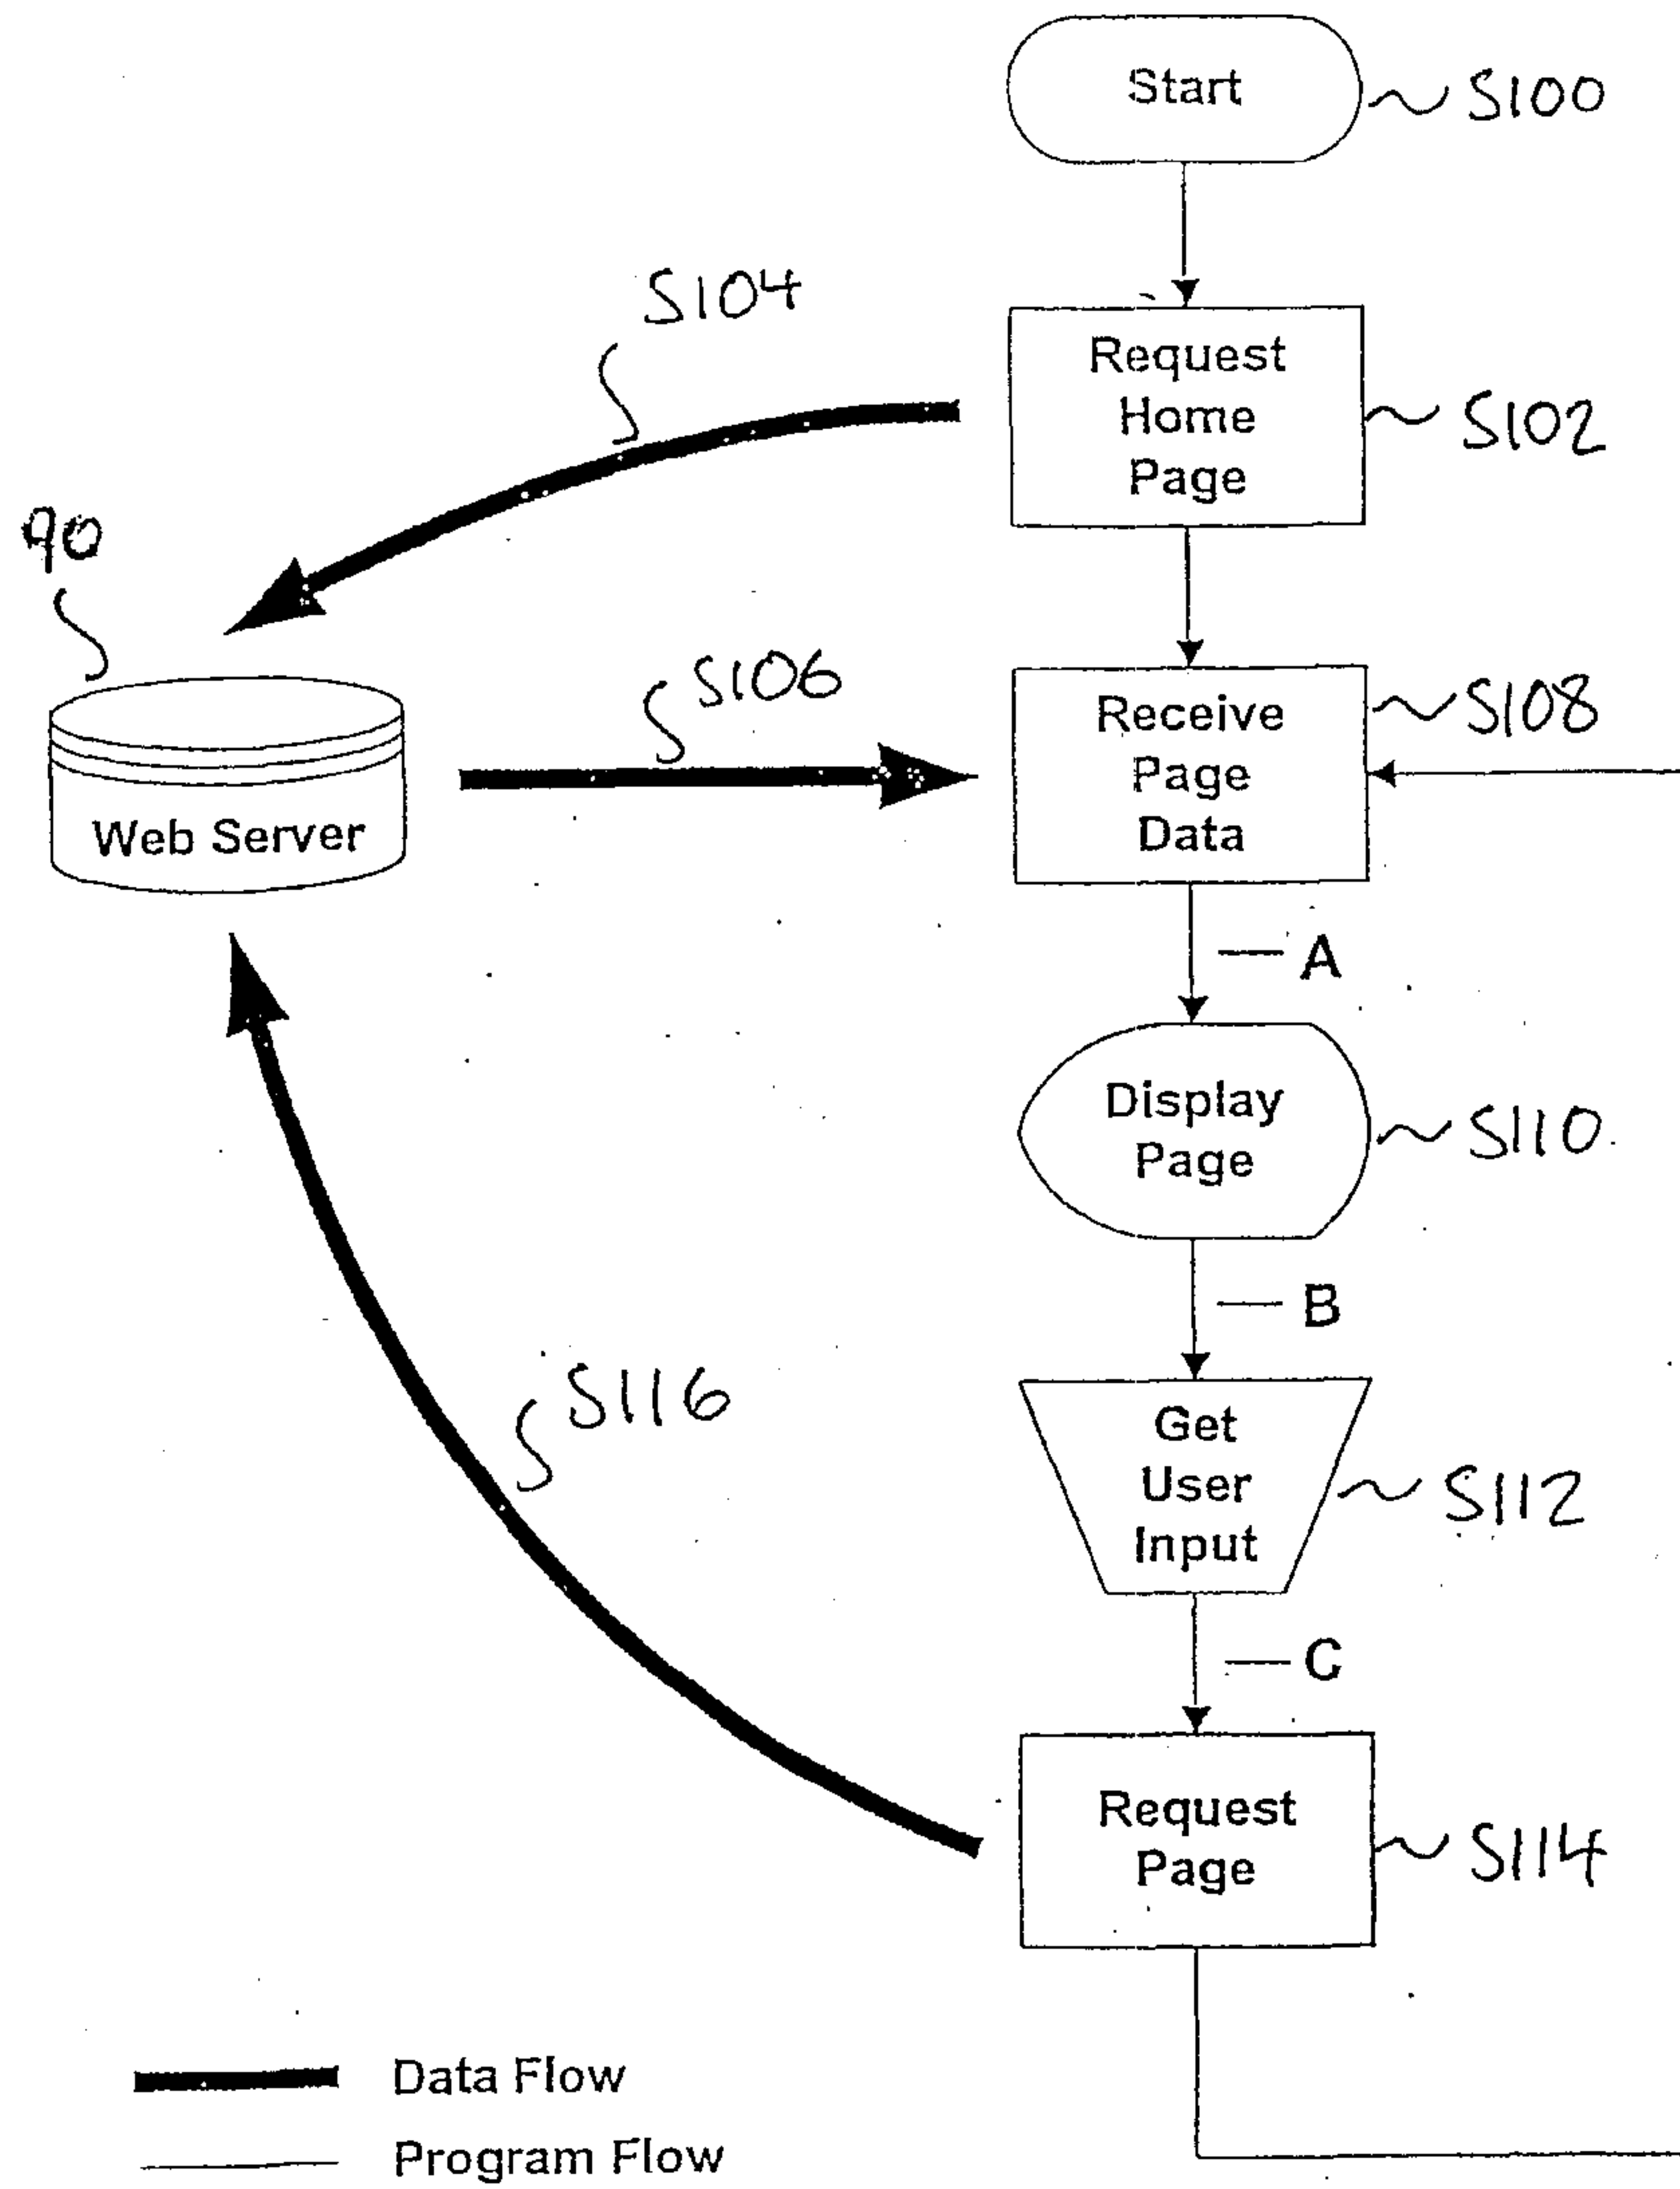 Start
S100
S104
Request
Home
Page
S102
90
S106
Receive
Page
Data
S108
Web Server
A
Display
Page
S110
B
S116
Get
User
Input
S112
C
Request
Page
S114
Data Flow
Program Flow